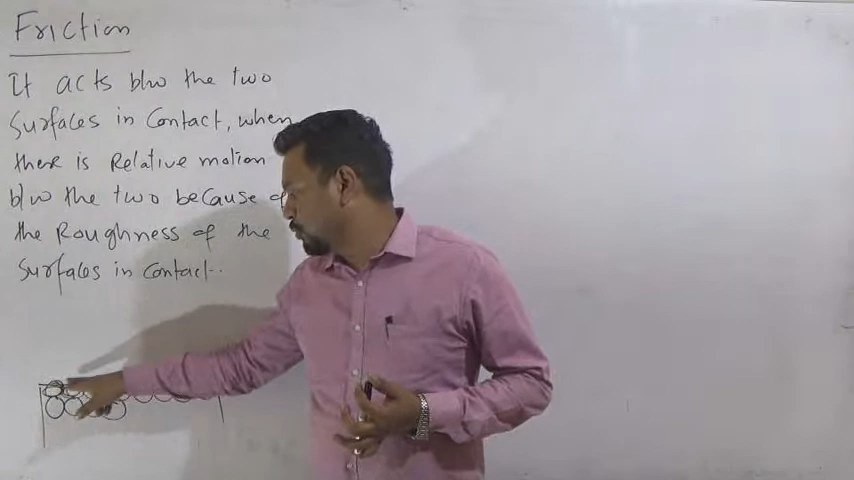 Friction
It acts b/w the two
Surfaces in Contact, when
there is Relative motion
b/w the two because of
the Roughness of the
Surfaces in Contact..